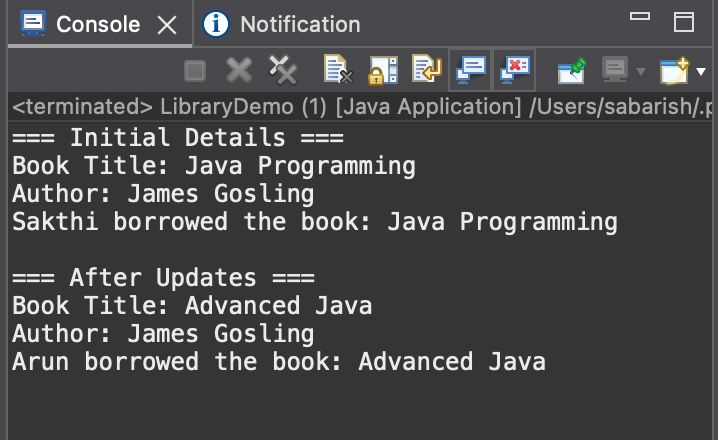 Console
Notification
<terminated> LibraryDemo (1) [Java Application] /Users/sabarish/.p
=== Initial Details ===
Book Title: Java Programming
Author: James Gosling
Sakthi borrowed the book: Java Programming

=== After Updates ===
Book Title: Advanced Java
Author: James Gosling
Arun borrowed the book: Advanced Java